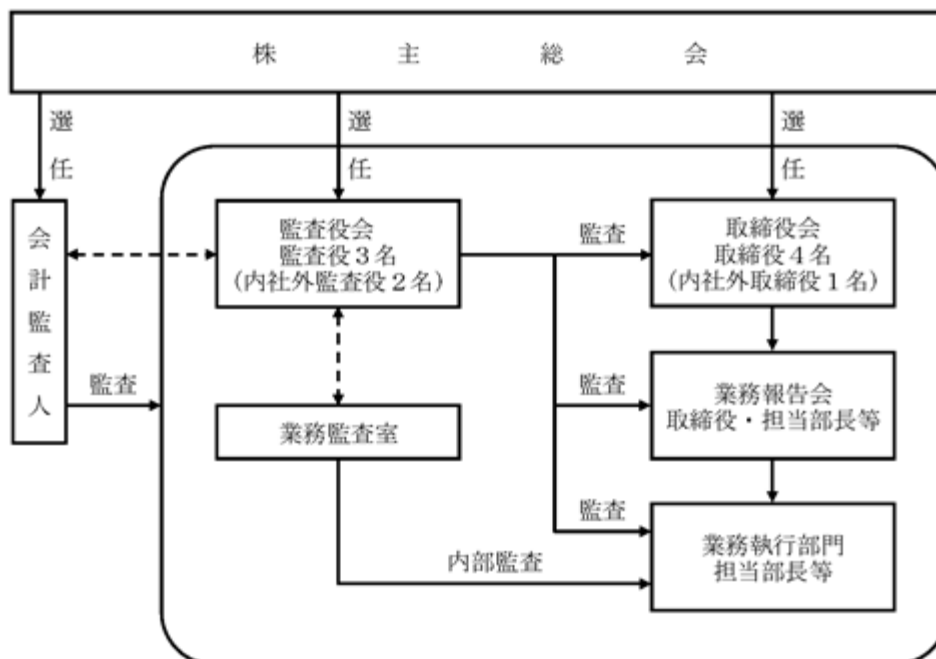 株主総会
選任
選任
選任
会計監査人
監査役会
監査役3名
(内社外監査役2名)
監査
取締役会
取締役4名
(内社外取締役1名)
監査
業務監査室
監査
業務報告会
取締役・担当部長等
監査
業務執行部門
担当部長等
内部監査